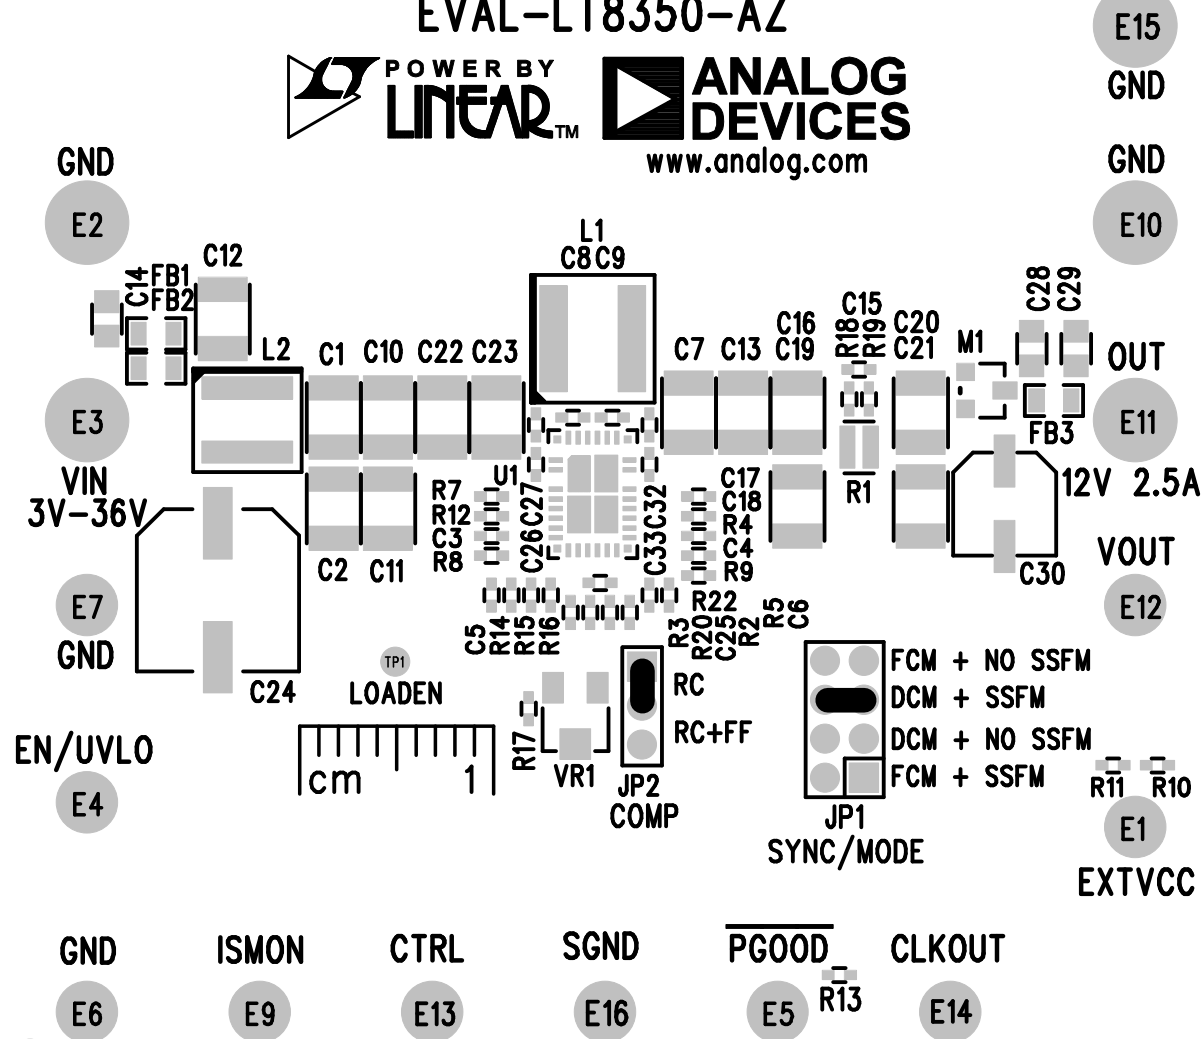 EVAL-LT8350-AZ
POWER BY
LINEAR TM
ANALOG
DEVICES
www.analog.com
E15
GND
GND
E2
GND
E10
L1
C8 C9
C12
C14
FB1
FB2
L2
C1
C10
C22
C23
C7
C13
C16
C19
C15
R18
R19
C20
C21
M1
C28
C29
OUT
E3
E11
FB3
VIN
3V-36V
12V 2.5A
U1
R7
R12
C3
R8
C26
C27
C32
C33
C17
C18
R4
C4
R9
R1
C2
C11
C30
VOUT
E7
GND
E12
R22
C5
R14
R15
R16
R3
R20
C25
R2
R5
C6
C24
TP1
LOADEN
RC
RC+FF
FCM + NO SSFM
DCM + SSFM
DCM + NO SSFM
FCM + SSFM
EN/UVLO
E4
cm 1
R17
VR1
JP2
COMP
JP1
SYNC/MODE
R11
R10
E1
EXTVCC
GND
ISMON
CTRL
SGND
PGOOD
CLKOUT
E6
E9
E13
E16
E5
R13
E14